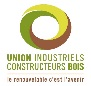 UNION INDUSTRIELS
CONSTRUCTEURS BOIS
le renouvelable c'est l'avenir